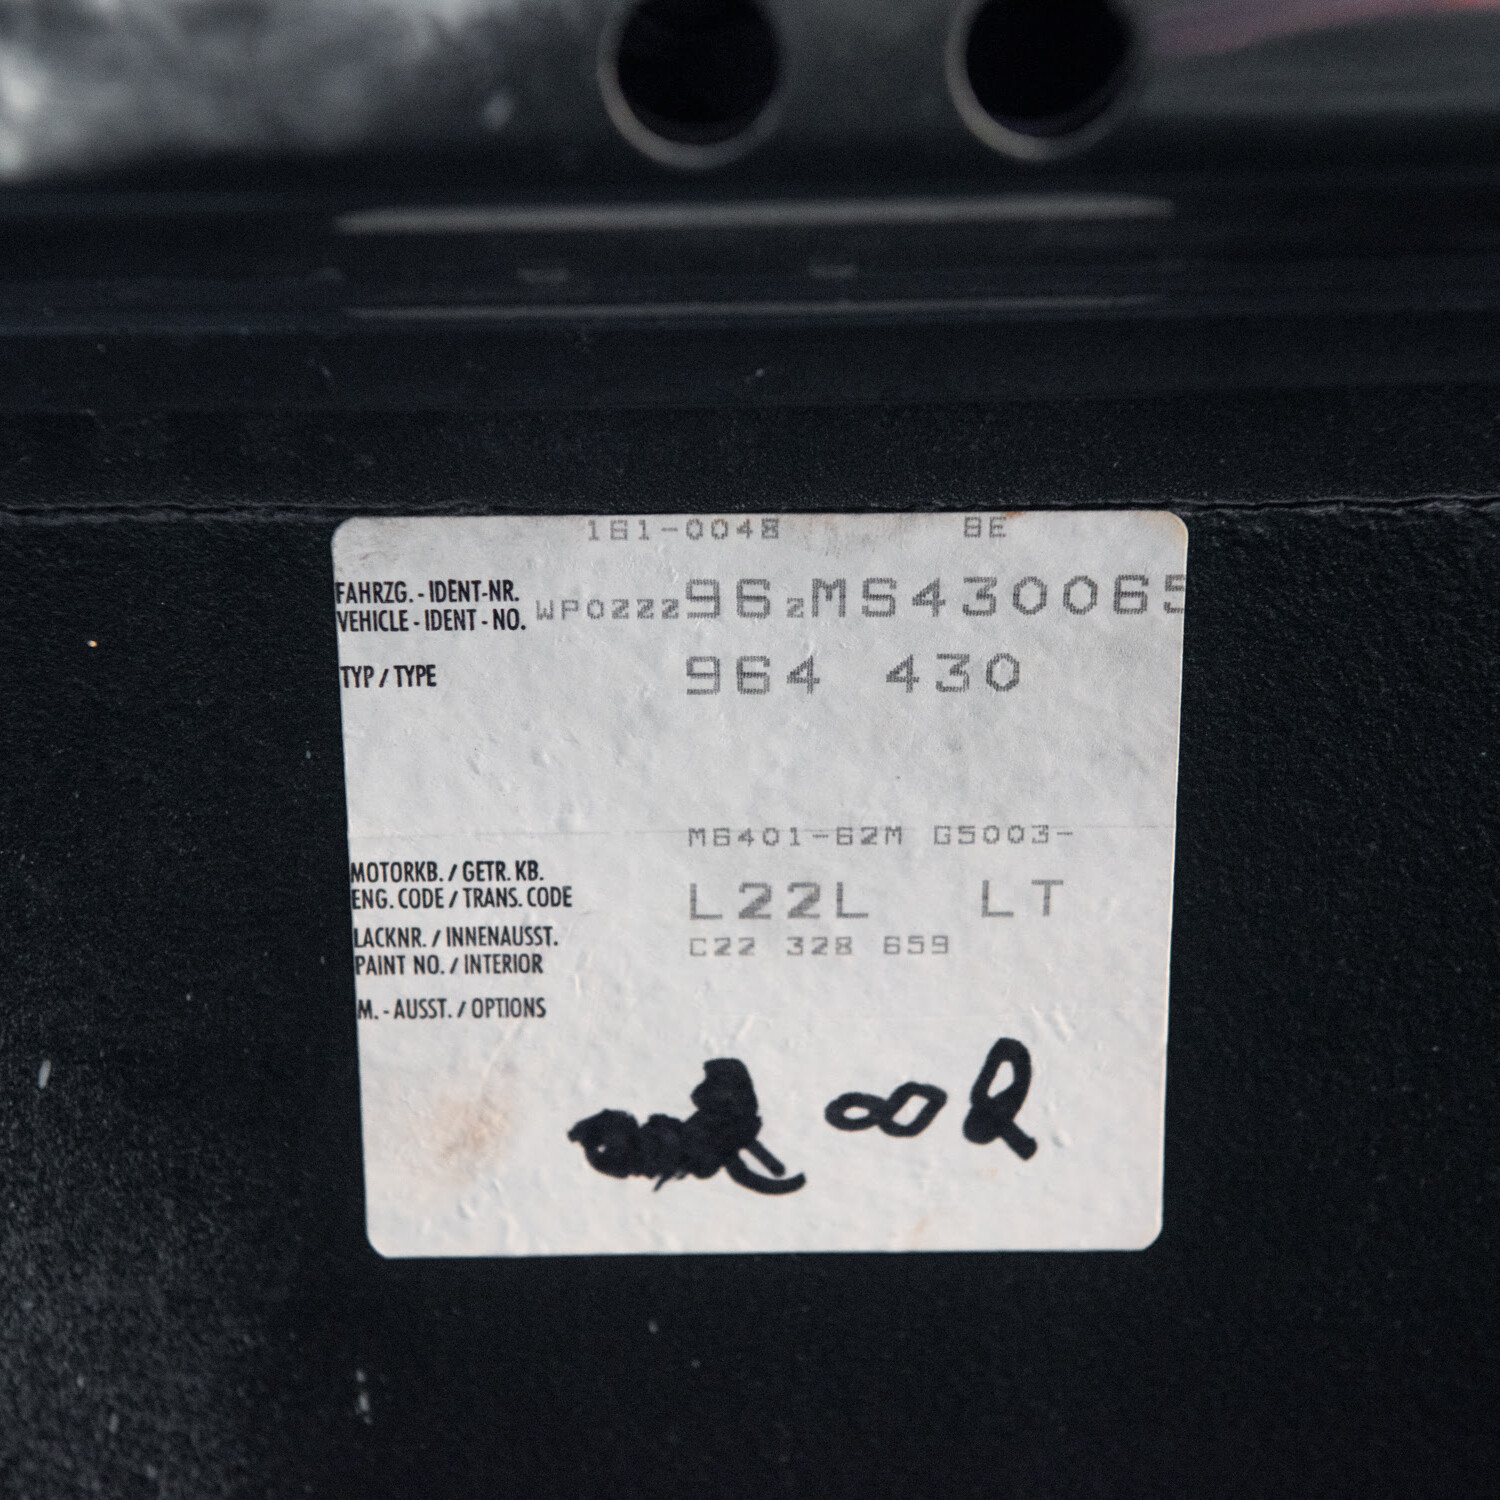 161-0048 8E
FAHRZG. - IDENT-NR.
VEHICLE - IDENT - NO. WP0ZZZ96ZMS430065
TYP / TYPE 964 430
M6401-62M G5003-
MOTORKB. / GETR. KB.
ENG. CODE / TRANS. CODE L22L LT
LACKNR. / INNENAUSST. C22 328 659
PAINT NO. / INTERIOR
M. - AUSST. / OPTIONS